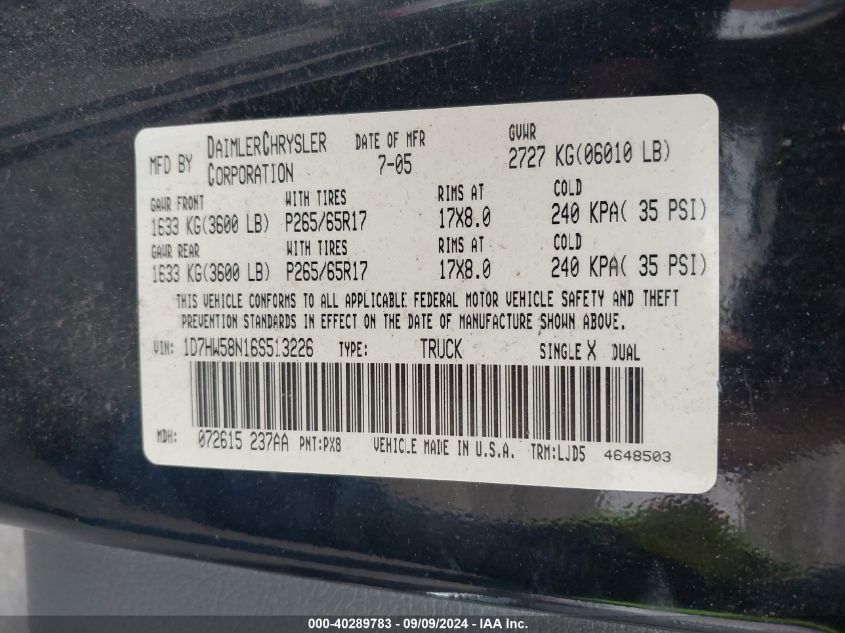 MFD BY DAIMLERCHRYSLER CORPORATION DATE OF MFR 7-05 GVWR 2727 KG(06010 LB)
GAWR FRONT WITH TIRES RIMS AT COLD
1633 KG(3600 LB) P265/65R17 17X8.0 240 KPA( 35 PSI)
GAWR REAR WITH TIRES RIMS AT COLD
1633 KG(3600 LB) P265/65R17 17X8.0 240 KPA( 35 PSI)
THIS VEHICLE CONFORMS TO ALL APPLICABLE FEDERAL MOTOR VEHICLE SAFETY AND THEFT
PREVENTION STANDARDS IN EFFECT ON THE DATE OF MANUFACTURE SHOWN ABOVE.
VIN: 1D7HW58N16S513226 TYPE: TRUCK SINGLE X DUAL
MDH: 072615 237AA PNT:PX8 VEHICLE MADE IN U.S.A. TRM:LJD5 4648503
000-40289783 - 09/09/2024 - IAA Inc.